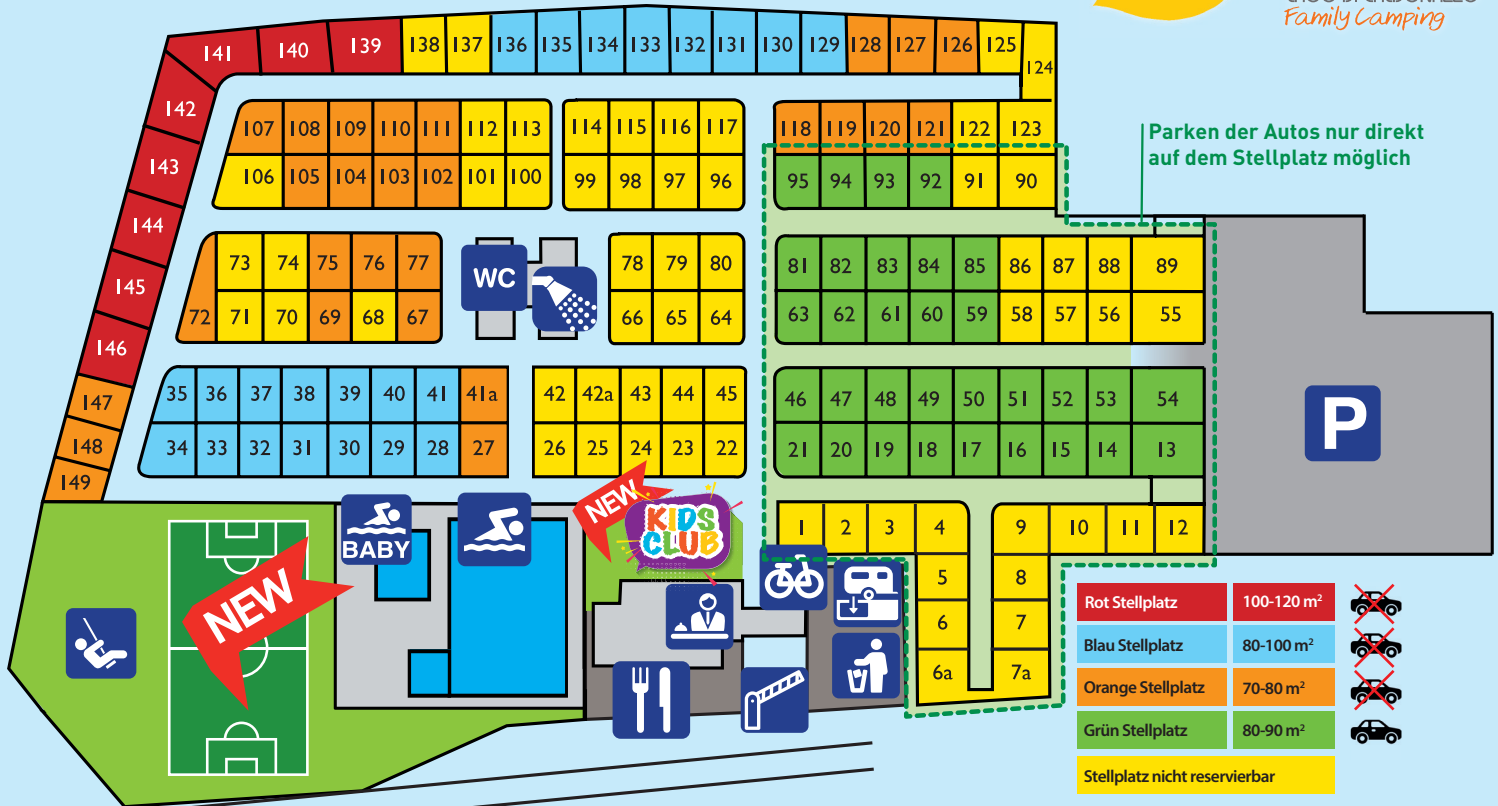 Family Camping
141 140 139 138 137 136 135 134 133 132 131 130 129 128 127 126 125
124
142
107 108 109 110 111 112 113 114 115 116 117 118 119 120 121 122 123
Parken der Autos nur direkt
auf dem Stellplatz möglich
143
106 105 104 103 102 101 100 99 98 97 96 95 94 93 92 91 90
144
73 74 75 76 77 78 79 80 81 82 83 84 85 86 87 88 89
WC
145
72 71 70 69 68 67 66 65 64 63 62 61 60 59 58 57 56 55
146
35 36 37 38 39 40 41 41a 42 42a 43 44 45 46 47 48 49 50 51 52 53 54
147
P
148
34 33 32 31 30 29 28 27 26 25 24 23 22 21 20 19 18 17 16 15 14 13
149
NEW
KIDS
CLUB
1 2 3 4 9 10 11 12
BABY
5 8
NEW
6 7
6a 7a
Rot Stellplatz 100-120 m²
Blau Stellplatz 80-100 m²
Orange Stellplatz 70-80 m²
Grün Stellplatz 80-90 m²
Stellplatz nicht reservierbar